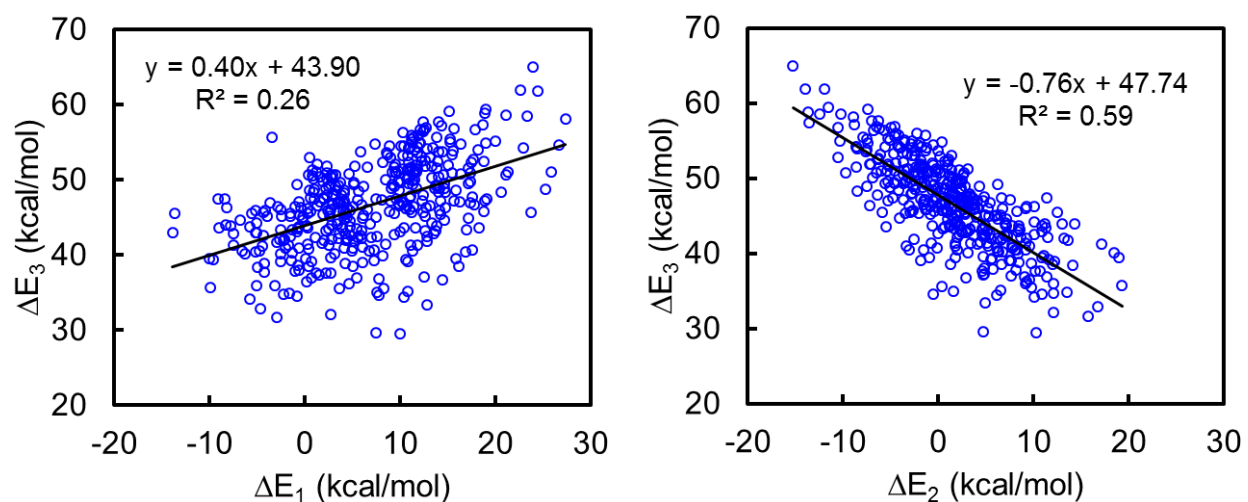 70
60
50
40
30
20
ΔE₃ (kcal/mol)
y = 0.40x + 43.90
R² = 0.26
-20 -10 0 10 20 30
ΔE₁ (kcal/mol)
70
60
50
40
30
20
ΔE₃ (kcal/mol)
y = -0.76x + 47.74
R² = 0.59
-20 -10 0 10 20 30
ΔE₂ (kcal/mol)